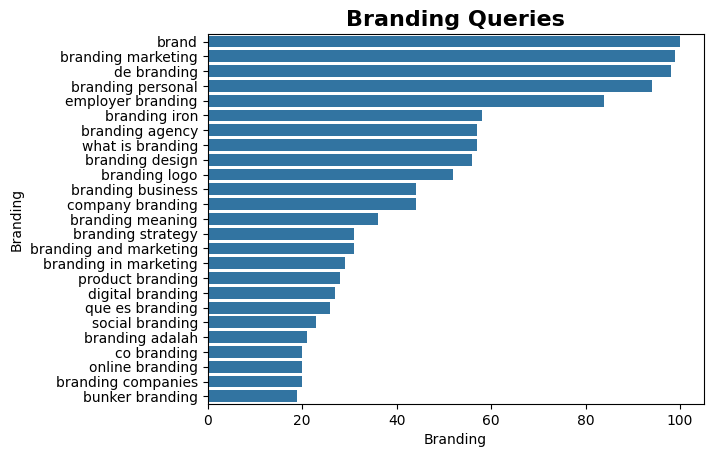 Branding Queries
Branding
brand
branding marketing
de branding
branding personal
employer branding
branding iron
branding agency
what is branding
branding design
branding logo
branding business
company branding
branding meaning
branding strategy
branding and marketing
branding in marketing
product branding
digital branding
que es branding
social branding
branding adalah
co branding
online branding
branding companies
bunker branding
0 20 40 60 80 100
Branding